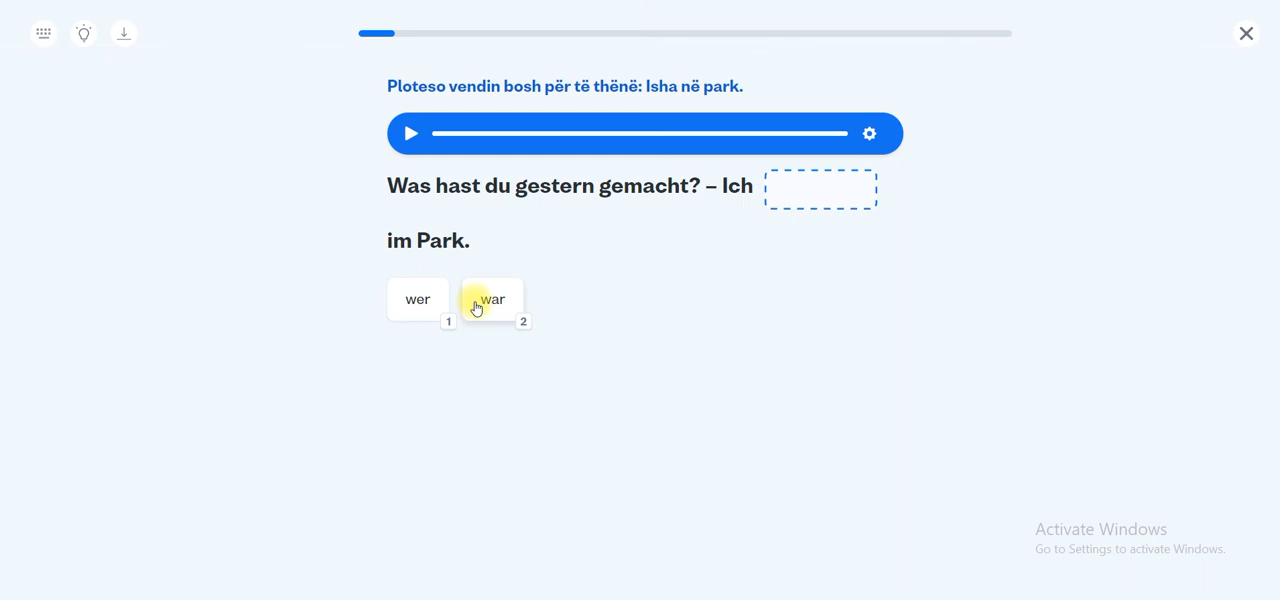 Ploteso vendin bosh për të thënë: Isha në park.
Was hast du gestern gemacht? – Ich
im Park.
wer
war
1
2
Activate Windows
Go to Settings to activate Windows.